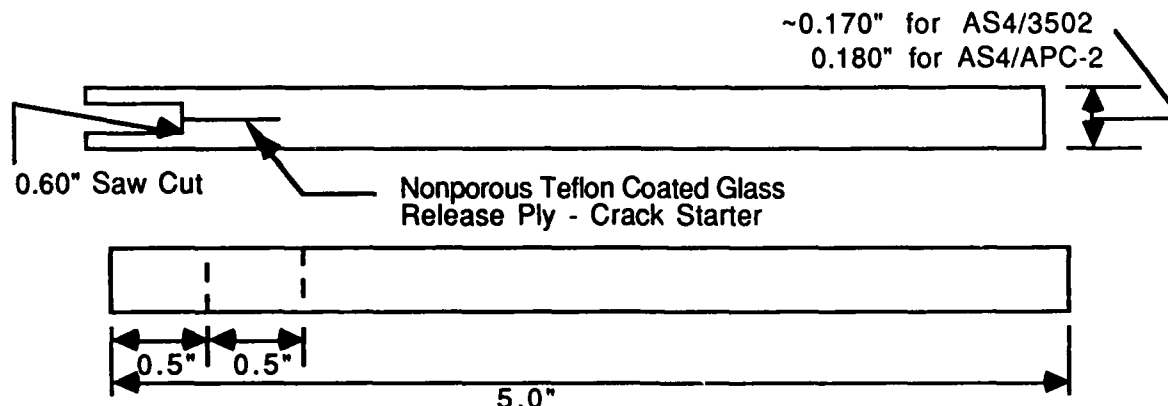 ~0.170" for AS4/3502
0.180" for AS4/APC-2
0.60" Saw Cut
Nonporous Teflon Coated Glass
Release Ply - Crack Starter
0.5" 0.5"
5.0"